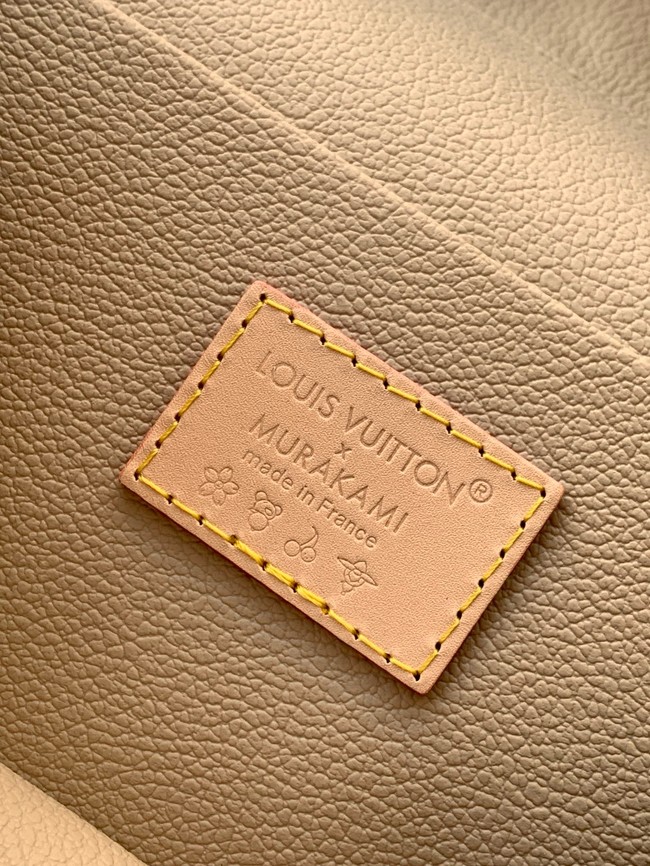 LOUIS VUITTON®
x
MURAKAMI
made in France